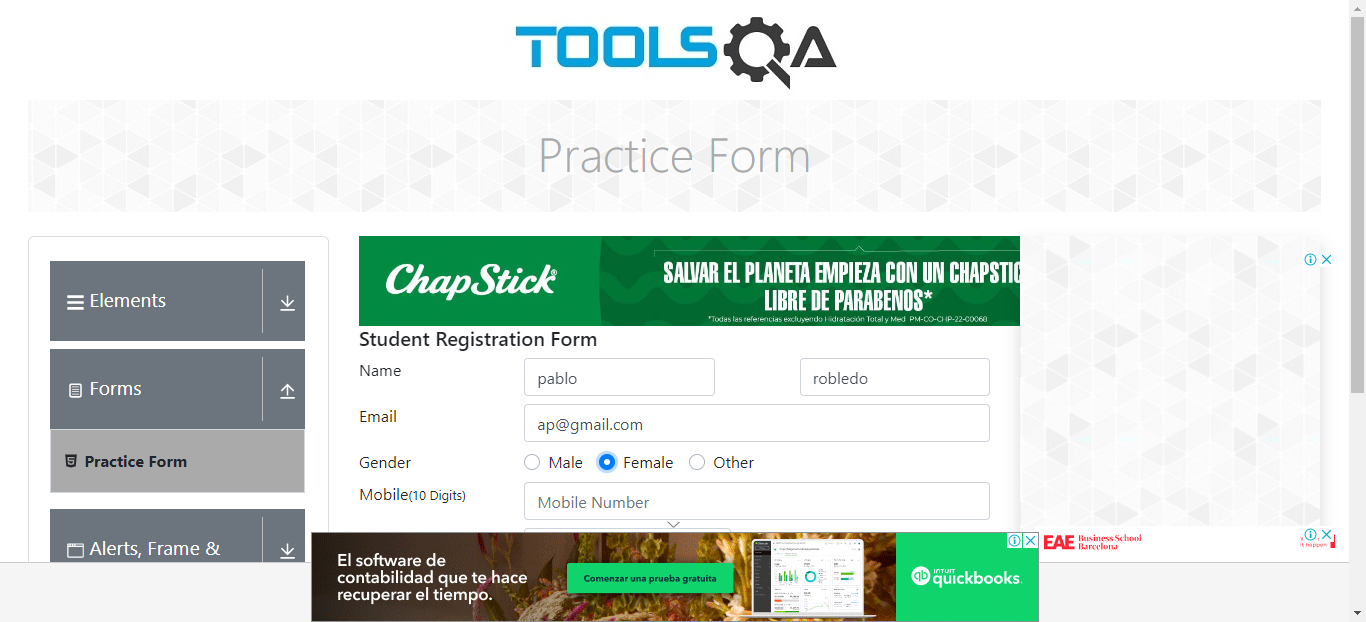 TOOLSQA
Practice Form
Elements
Forms
Practice Form
Alerts, Frame &
ChapStick®
SALVAR EL PLANETA EMPIEZA CON UN CHAPSTIC
LIBRE DE PARABENOS*
*Todas las referencias excluyendo Hidratación Total y Med PM-CO-CHP-22-00068
Student Registration Form
Name
pablo
robledo
Email
ap@gmail.com
Gender
Male
Female
Other
Mobile(10 Digits)
Mobile Number
El software de
contabilidad que te hace
recuperar el tiempo.
Comenzar una prueba gratuita
INTUIT
quickbooks
EAE Business School
Barcelona
it happen